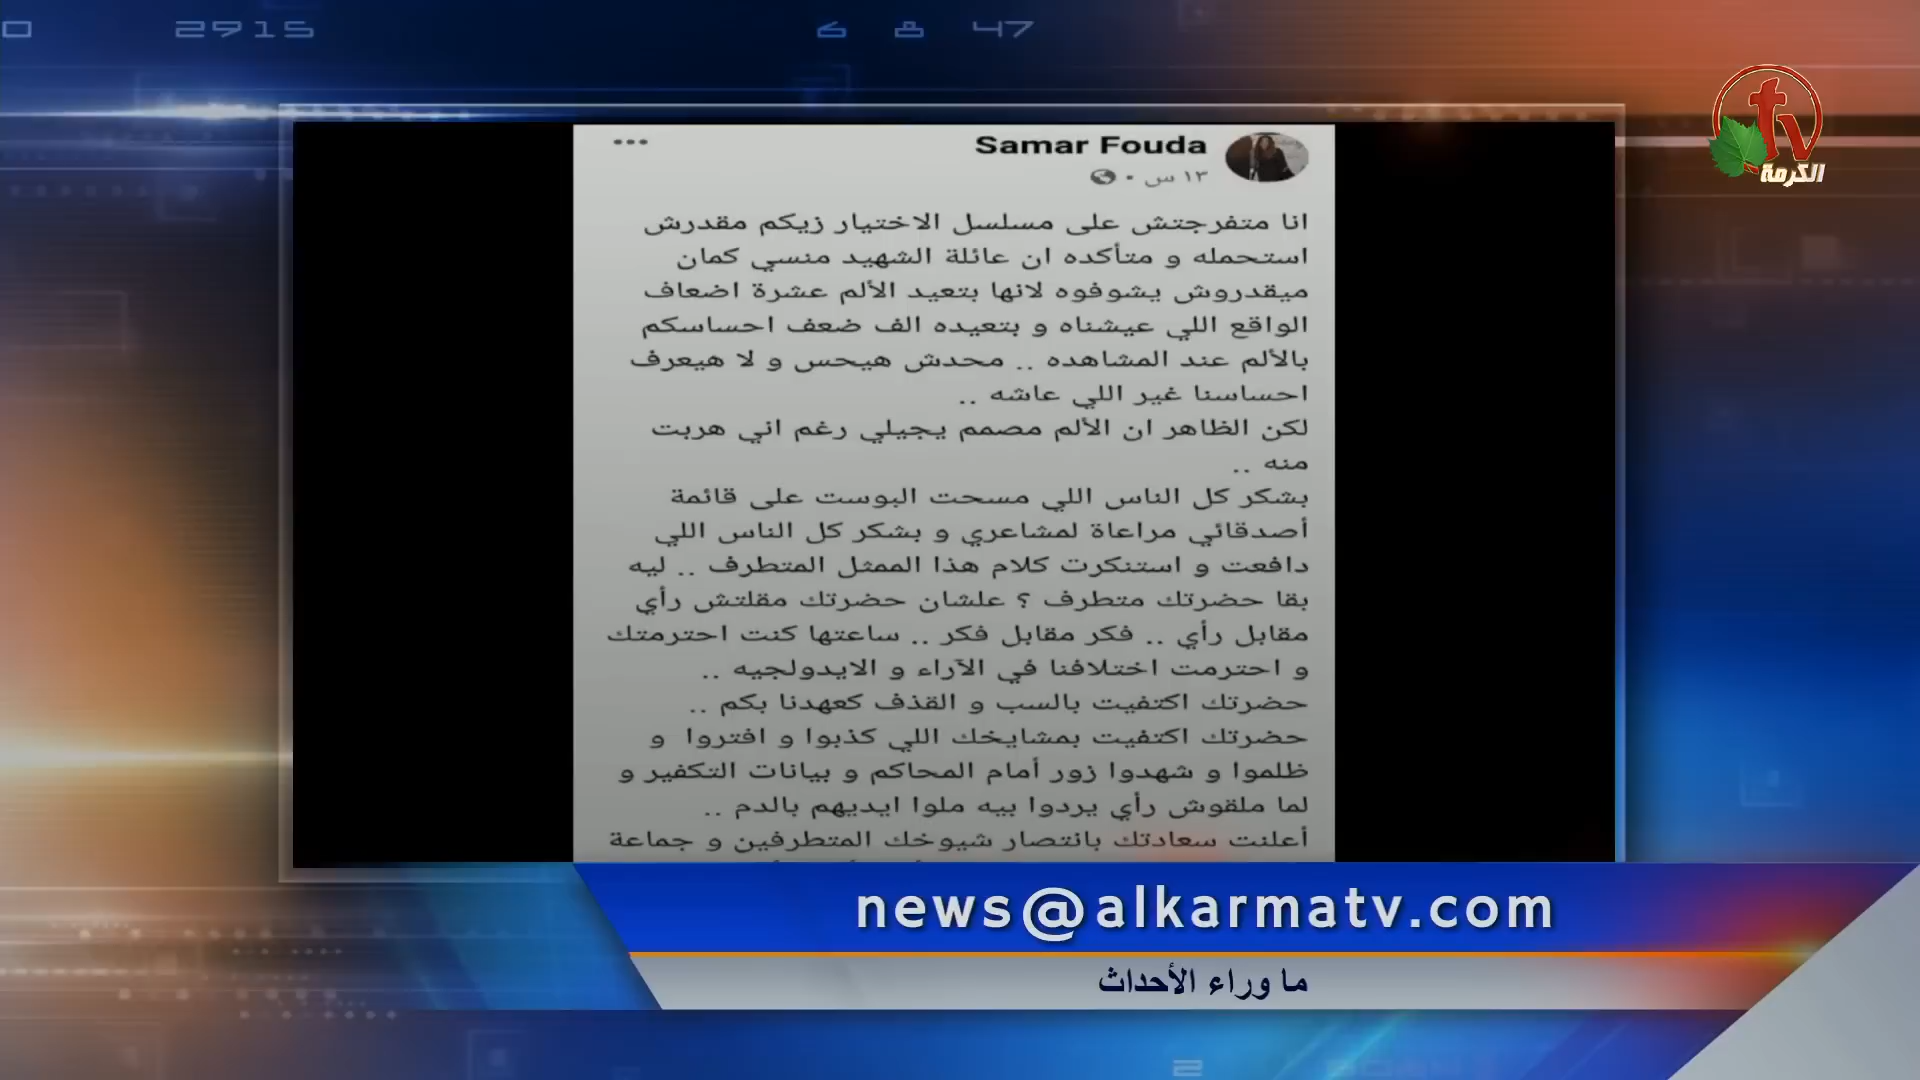 2915
6 8 47
tv
الكرمة
Samar Fouda
١٣ س
انا متفرجتش على مسلسل الاختيار زيكم مقدرش
استحمله و متأكده ان عائلة الشهيد منسي كمان
ميقدروش يشوفوه لانها بتعيد الألم عشرة اضعاف
الواقع اللي عيشناه و بتعيده الف ضعف احساسكم
بالألم عند المشاهده .. محدش هيحس و لا هيعرف
احساسنا غير اللي عاشه ..
لكن الظاهر ان الألم مصمم يجيلي رغم اني هربت
منه ..
بشكر كل الناس اللي مسحت البوست على قائمة
أصدقائي مراعاة لمشاعري و بشكر كل الناس اللي
دافعت و استنكرت كلام هذا الممثل المتطرف .. ليه
بقا حضرتك متطرف ؟ علشان حضرتك مقلتش رأي
مقابل رأي .. فكر مقابل فكر .. ساعتها كنت احترمتك
و احترمت اختلافنا في الآراء و الايدولجيه ..
حضرتك اكتفيت بالسب و القذف كعهدنا بكم ..
حضرتك اكتفيت بمشايخك اللي كذبوا و افتروا و
ظلموا و شهدوا زور أمام المحاكم و بيانات التكفير و
لما ملقوش رأي يردوا بيه ملوا ايديهم بالدم ..
أعلنت سعادتك بانتصار شيوخك المتطرفين و جماعة
news@alkarmatv.com
ما وراء الأحداث